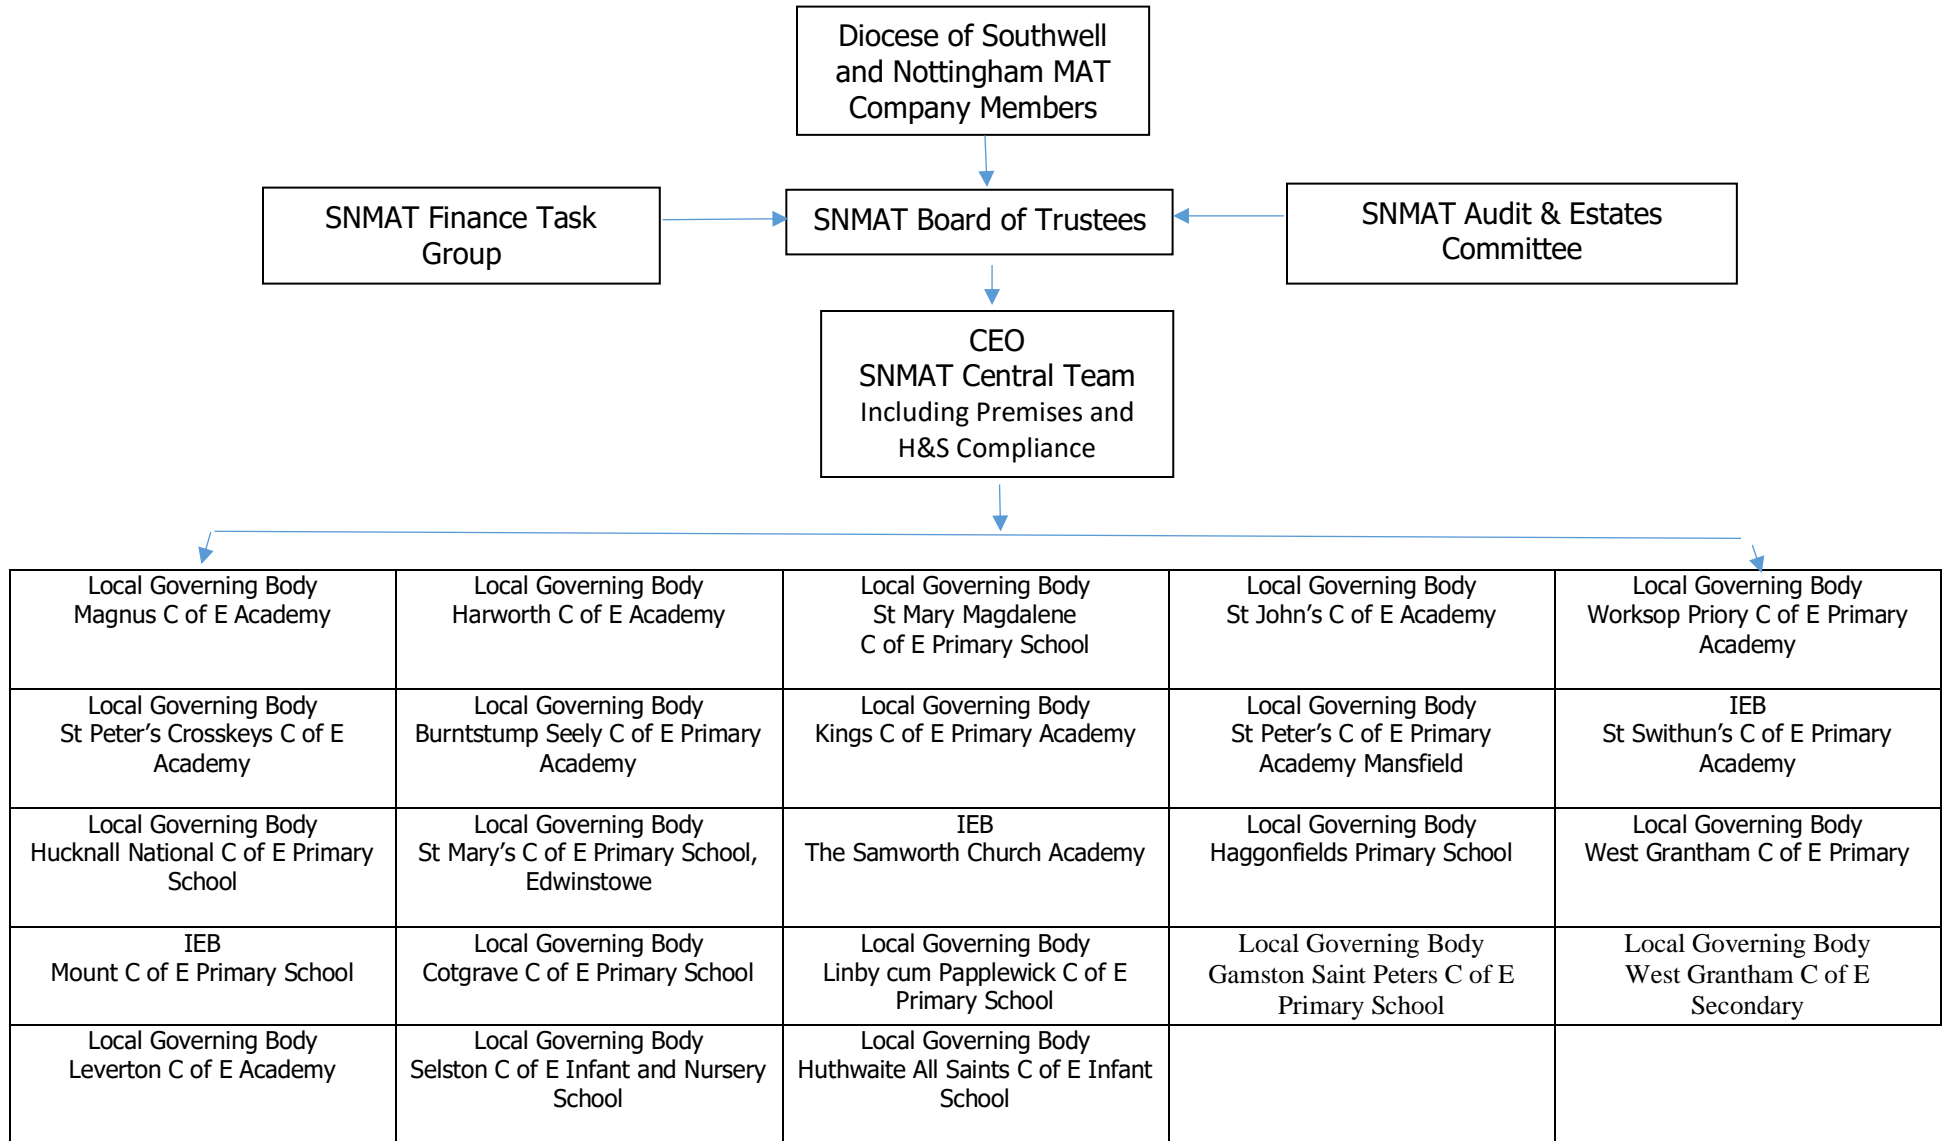 Diocese of Southwell
and Nottingham MAT
Company Members
SNMAT Finance Task
Group
SNMAT Board of Trustees
SNMAT Audit & Estates
Committee
CEO
SNMAT Central Team
Including Premises and
H&S Compliance
Local Governing Body
Magnus C of E Academy
Local Governing Body
Harworth C of E Academy
Local Governing Body
St Mary Magdalene
C of E Primary School
Local Governing Body
St John’s C of E Academy
Local Governing Body
Worksop Priory C of E Primary
Academy
Local Governing Body
St Peter’s Crosskeys C of E
Academy
Local Governing Body
Burntstump Seely C of E Primary
Academy
Local Governing Body
Kings C of E Primary Academy
Local Governing Body
St Peter’s C of E Primary
Academy Mansfield
IEB
St Swithun’s C of E Primary
Academy
Local Governing Body
Hucknall National C of E Primary
School
Local Governing Body
St Mary’s C of E Primary School,
Edwinstowe
IEB
The Samworth Church Academy
Local Governing Body
Haggonfields Primary School
Local Governing Body
West Grantham C of E Primary
IEB
Mount C of E Primary School
Local Governing Body
Cotgrave C of E Primary School
Local Governing Body
Linby cum Papplewick C of E
Primary School
Local Governing Body
Gamston Saint Peters C of E
Primary School
Local Governing Body
West Grantham C of E
Secondary
Local Governing Body
Leverton C of E Academy
Local Governing Body
Selston C of E Infant and Nursery
School
Local Governing Body
Huthwaite All Saints C of E Infant
School